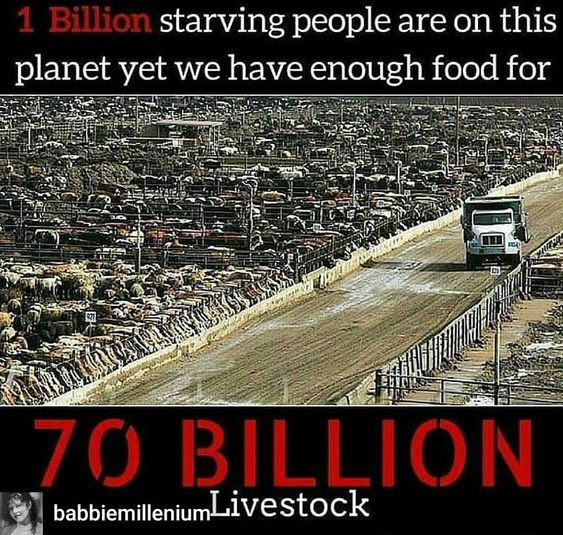 1 Billion starving people are on this
planet yet we have enough food for
70 BILLION
Livestock
babbiemillenium